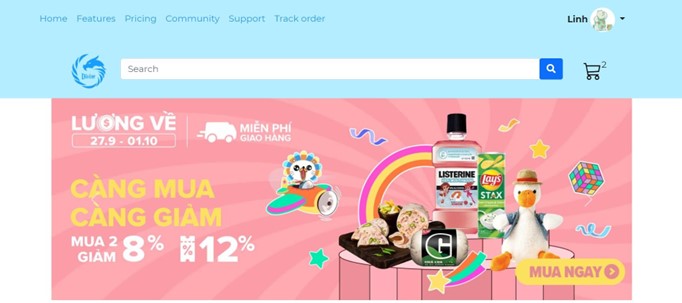 Home Features Pricing Community Support Track order
Linh
Search
2
LƯƠNG VỀ
27.9 - 01.10
MIỄN PHÍ
GIAO HÀNG
CÀNG MUA
CÀNG GIẢM
MUA 2
GIẢM 8%
12%
LISTERINE
Lay's
STAX
G
MUA NGAY